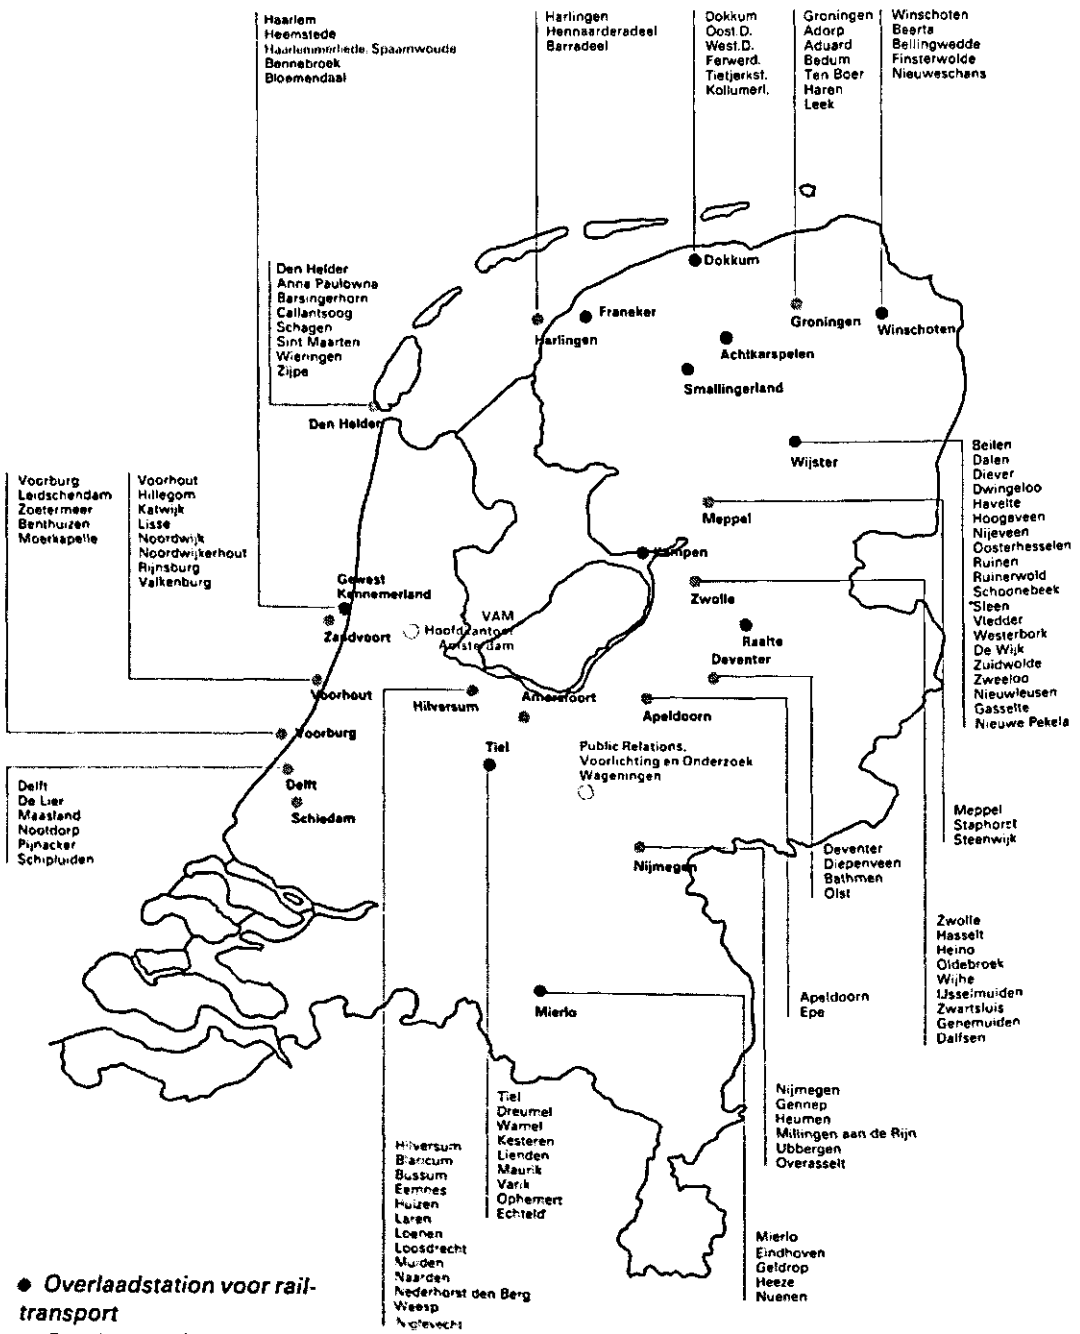 Haarlem
Heemstede
Haarlemmerliede, Spaarnwoude
Bennebroek
Bloemendaal
Harlingen
Hennaarderadeel
Barradeel
Dokkum
Oost.D.
West.D.
Ferwerd.
Tietjerkst.
Kollumerl.
Groningen
Adorp
Aduard
Bedum
Ten Boer
Haren
Leek
Winschoten
Beerta
Bellingwedde
Finsterwolde
Nieuweschans
Den Helder
Anna Paulowna
Barsingerhorn
Callantsoog
Schagen
Sint Maarten
Wieringen
Zijpe
Dokkum
Franeker
Harlingen
Groningen
Winschoten
Achtkarspelen
Smallingerland
Den Helder
Wijster
Meppel
Kampen
Zwolle
Raalte
Deventer
Voorburg
Leidschendam
Zoetermeer
Benthuizen
Moerkapelle
Voorhout
Hillegom
Katwijk
Lisse
Noordwijk
Noordwijkerhout
Rijnsburg
Valkenburg
Gewest
Kennemerland
Zandvoort
VAM
Hoofdkantoor
Amsterdam
Voorhout
Hilversum
Amersfoort
Apeldoorn
Voorburg
Tiel
Public Relations,
Voorlichting en Onderzoek
Wageningen
Delft
Schiedam
Nijmegen
Mierlo
Beilen
Dalen
Diever
Dwingeloo
Havelte
Hoogeveen
Nijeveen
Oosterhesselen
Ruinen
Ruinerwold
Schoonebeek
Sleen
Vledder
Westerbork
De Wijk
Zuidwolde
Zweeloo
Nieuwleusen
Gasselte
Nieuwe Pekela
Delft
De Lier
Maasland
Nootdorp
Pijnacker
Schipluiden
Meppel
Staphorst
Steenwijk
Deventer
Diepenveen
Bathmen
Olst
Zwolle
Hasselt
Heino
Oldebroek
Wijhe
IJsselmuiden
Zwartsluis
Genemuiden
Dalfsen
Apeldoorn
Epe
Nijmegen
Gennep
Heumen
Millingen aan de Rijn
Ubbergen
Overasselt
Tiel
Dreumel
Wamel
Kesteren
Lienden
Maurik
Varik
Ophemert
Echteld
Hilversum
Blaricum
Bussum
Eemnes
Huizen
Laren
Loenen
Loosdrecht
Muiden
Naarden
Nederhorst den Berg
Weesp
Nigtevecht
Mierlo
Eindhoven
Geldrop
Heeze
Nuenen
Overlaadstation voor rail-
transport